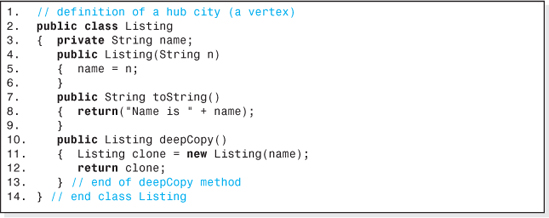 1. // definition of a hub city (a vertex)
2. public class Listing
3. { private String name;
4. public Listing(String n)
5. { name = n;
6. }
7. public String toString()
8. { return("Name is " + name);
9. }
10. public Listing deepCopy()
11. { Listing clone = new Listing(name);
12. return clone;
13. } // end of deepCopy method
14. } // end class Listing